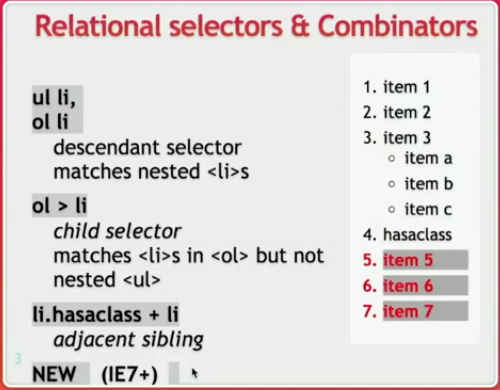 Relational selectors & Combinators
ul li,
ol li
descendant selector
matches nested <li>s
ol > li
child selector
matches <li>s in <ol> but not
nested <ul>
li.hasaclass + li
adjacent sibling
NEW (IE7+)
1. item 1
2. item 2
3. item 3
○ item a
○ item b
○ item c
4. hasaclass
5. item 5
6. item 6
7. item 7
3